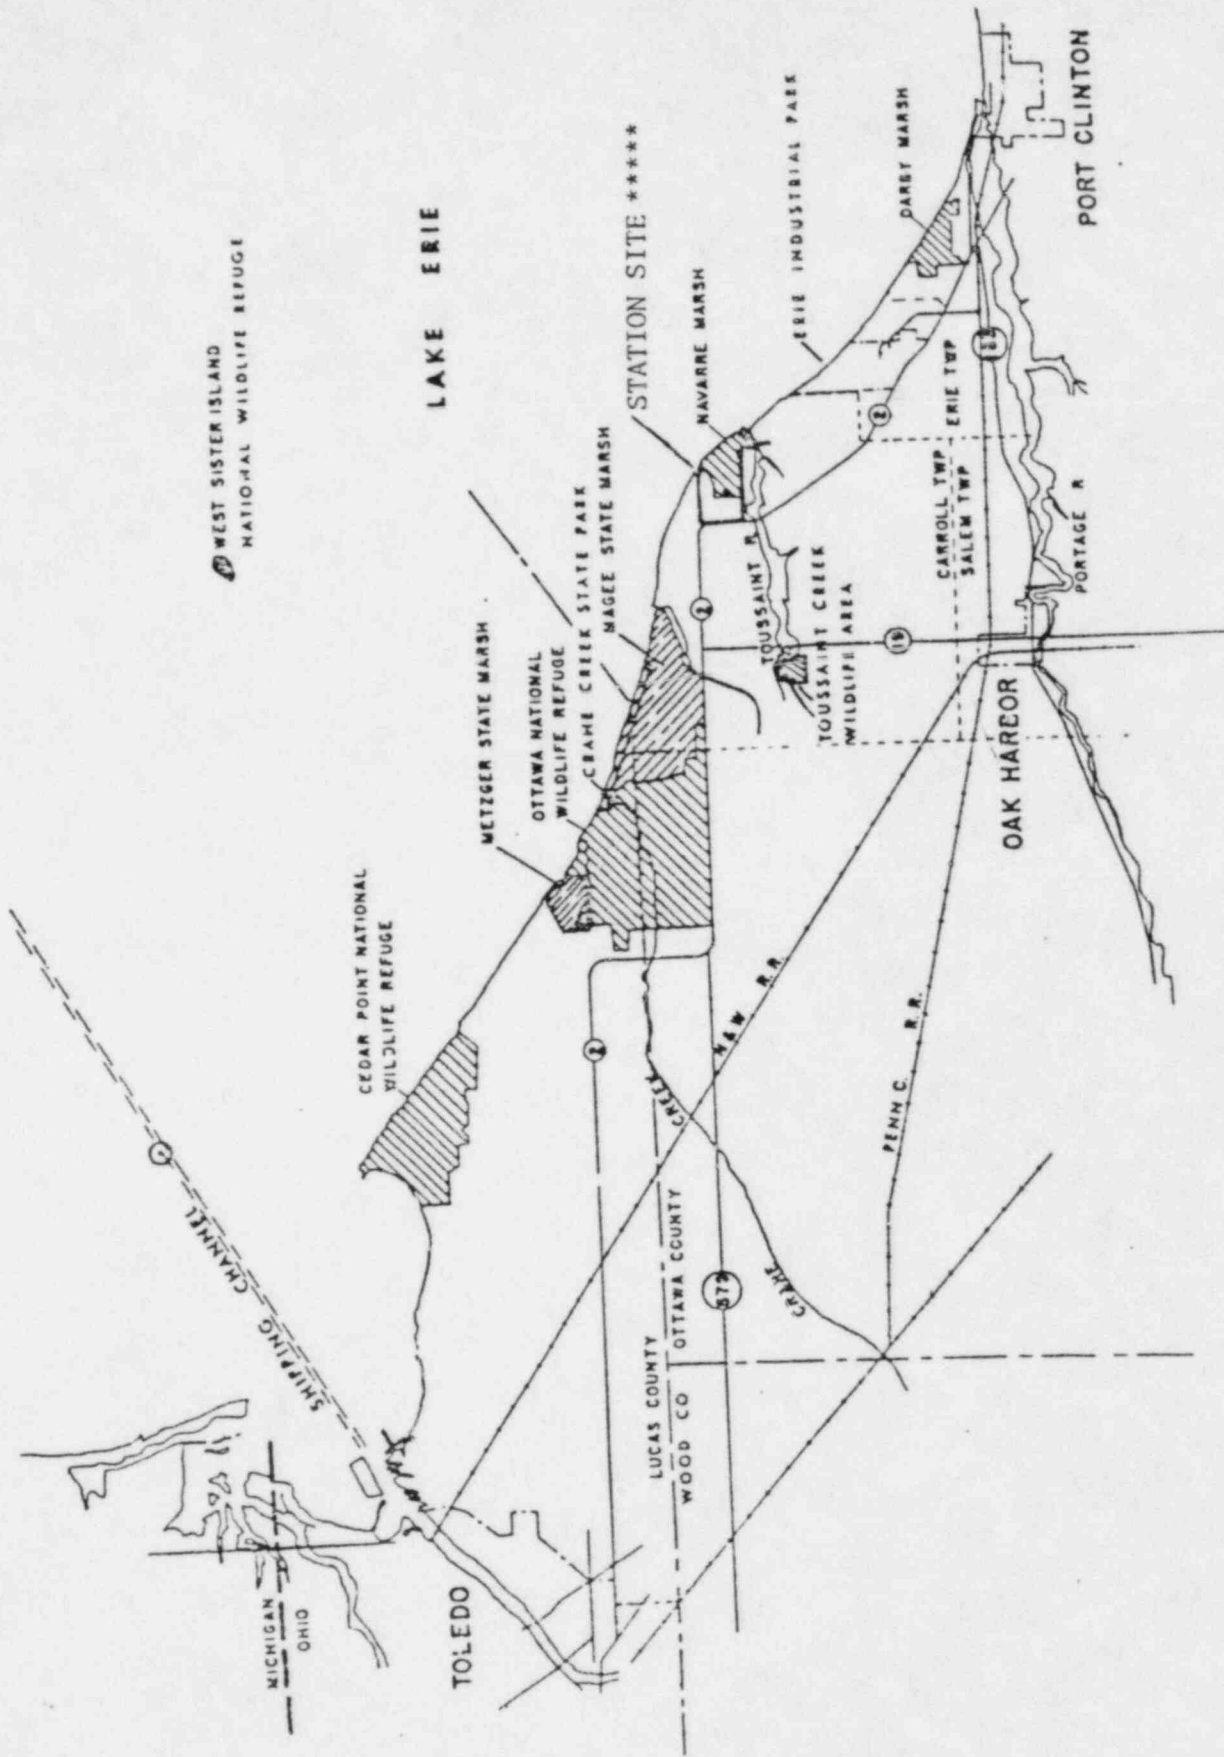 WEST SISTER ISLAND
NATIONAL WILDLIFE REFUGE
LAKE ERIE
SHIPPING CHANNEL
MICHIGAN
OHIO
TOLEDO
CEDAR POINT NATIONAL
WILDLIFE REFUGE
METZGER STATE MARSH
OTTAWA NATIONAL
WILDLIFE REFUGE
CRANE CREEK STATE PARK
MAGEE STATE MARSH
STATION SITE *****
NAVARRE MARSH
ERIE INDUSTRIAL PARK
DARBY MARSH
PORT CLINTON
2
2
2
19
163
579
TOUSSAINT R
TOUSSAINT CREEK
WILDLIFE AREA
CARROLL TWP
SALEM TWP
ERIE TWP
PORTAGE R
OAK HARBOR
N & W R.R.
PENN C. R.R.
CRANE CREEK
LUCAS COUNTY
WOOD CO
OTTAWA COUNTY